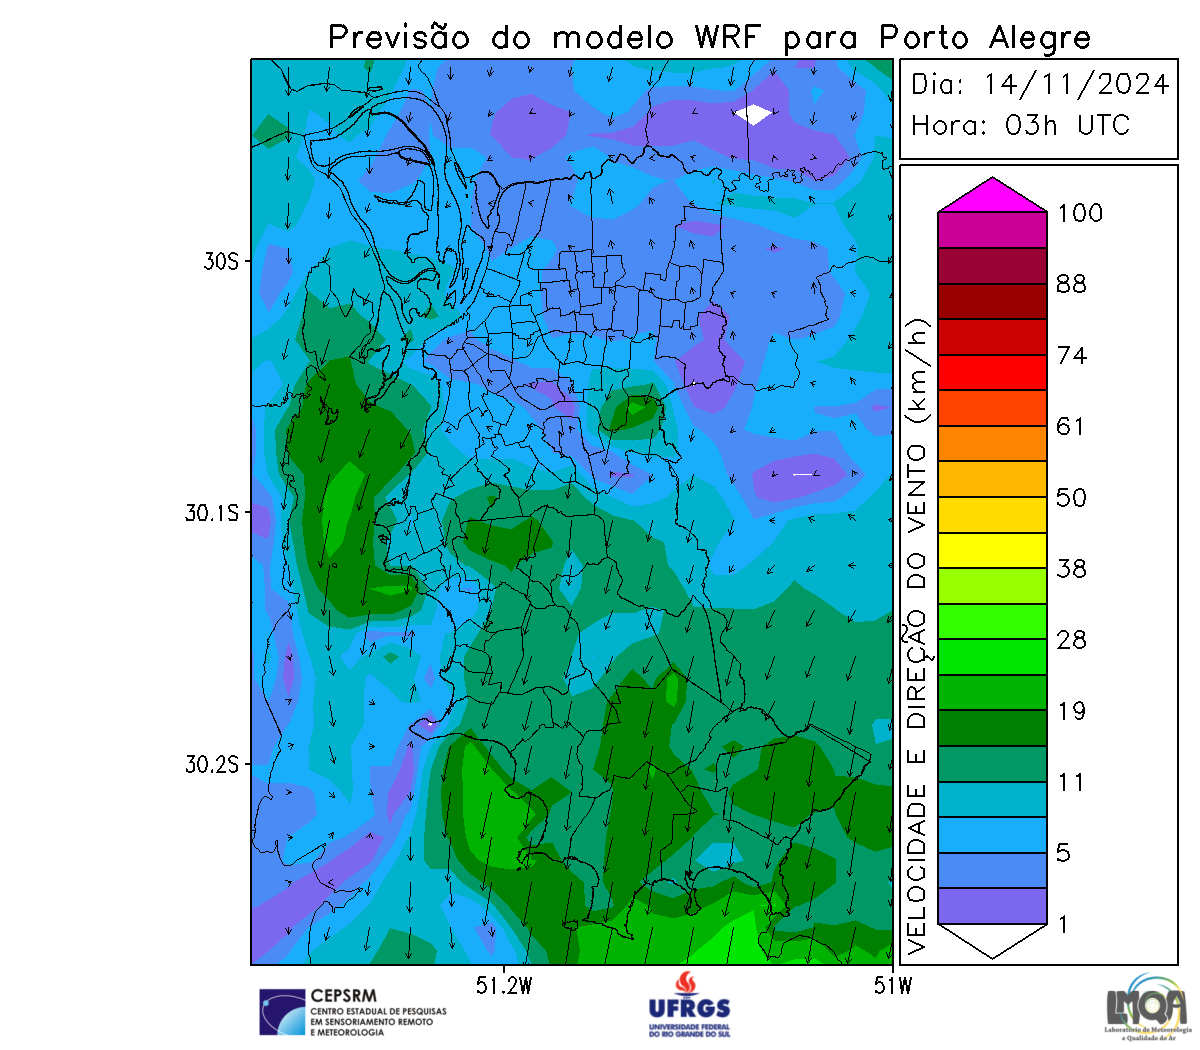 Previsão do modelo WRF para Porto Alegre
Dia: 14/11/2024
Hora: 03h UTC
30S
30.1S
30.2S
51.2W
51W
VELOCIDADE E DIREÇÃO DO VENTO (km/h)
100
88
74
61
50
38
28
19
11
5
1
CEPSRM
CENTRO ESTADUAL DE PESQUISAS
EM SENSORIAMENTO REMOTO
E METEOROLOGIA
UFRGS
UNIVERSIDADE FEDERAL
DO RIO GRANDE DO SUL
LMQA
Laboratório de Meteorologia
e Qualidade do Ar